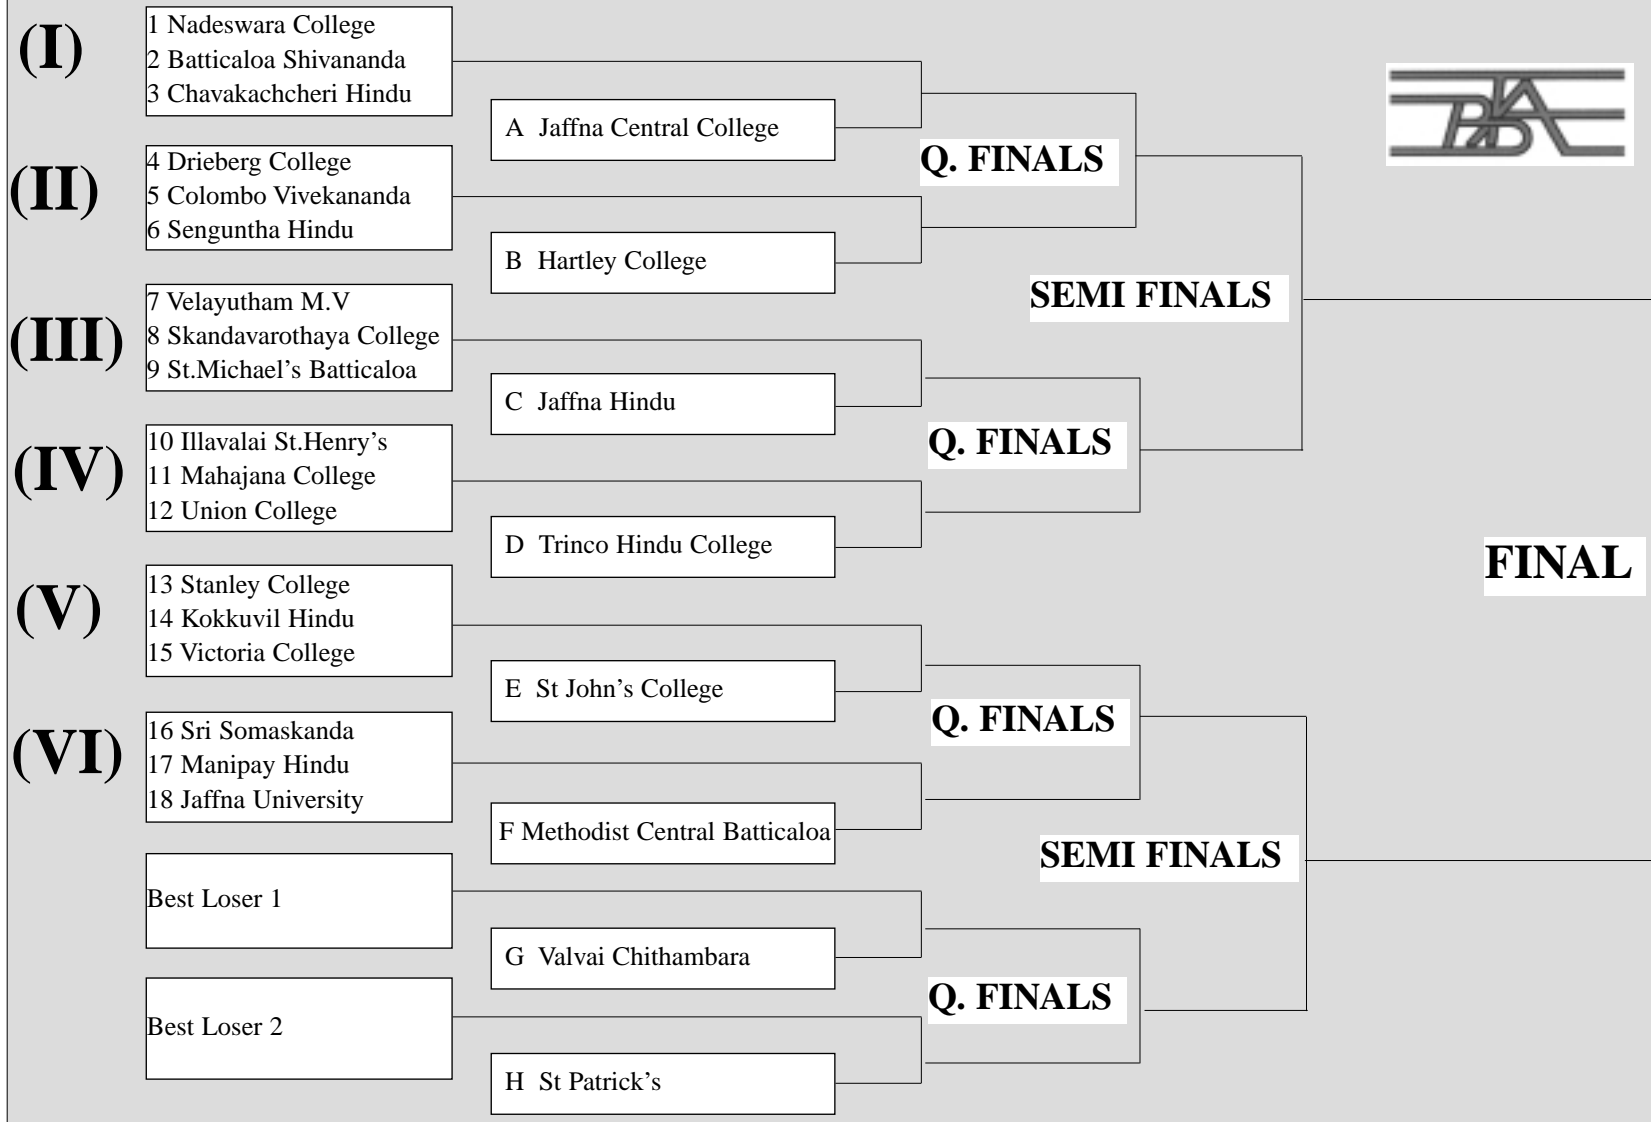 (I)
1 Nadeswara College
2 Batticaloa Shivananda
3 Chavakachcheri Hindu
A Jaffna Central College
Q. FINALS
(II)
4 Drieberg College
5 Colombo Vivekananda
6 Senguntha Hindu
B Hartley College
SEMI FINALS
(III)
7 Velayutham M.V
8 Skandavarothaya College
9 St.Michael's Batticaloa
C Jaffna Hindu
Q. FINALS
(IV)
10 Illavalai St.Henry’s
11 Mahajana College
12 Union College
D Trinco Hindu College
FINAL
(V)
13 Stanley College
14 Kokkuvil Hindu
15 Victoria College
E St John’s College
Q. FINALS
(VI)
16 Sri Somaskanda
17 Manipay Hindu
18 Jaffna University
F Methodist Central Batticaloa
SEMI FINALS
Best Loser 1
G Valvai Chithambara
Q. FINALS
Best Loser 2
H St Patrick’s